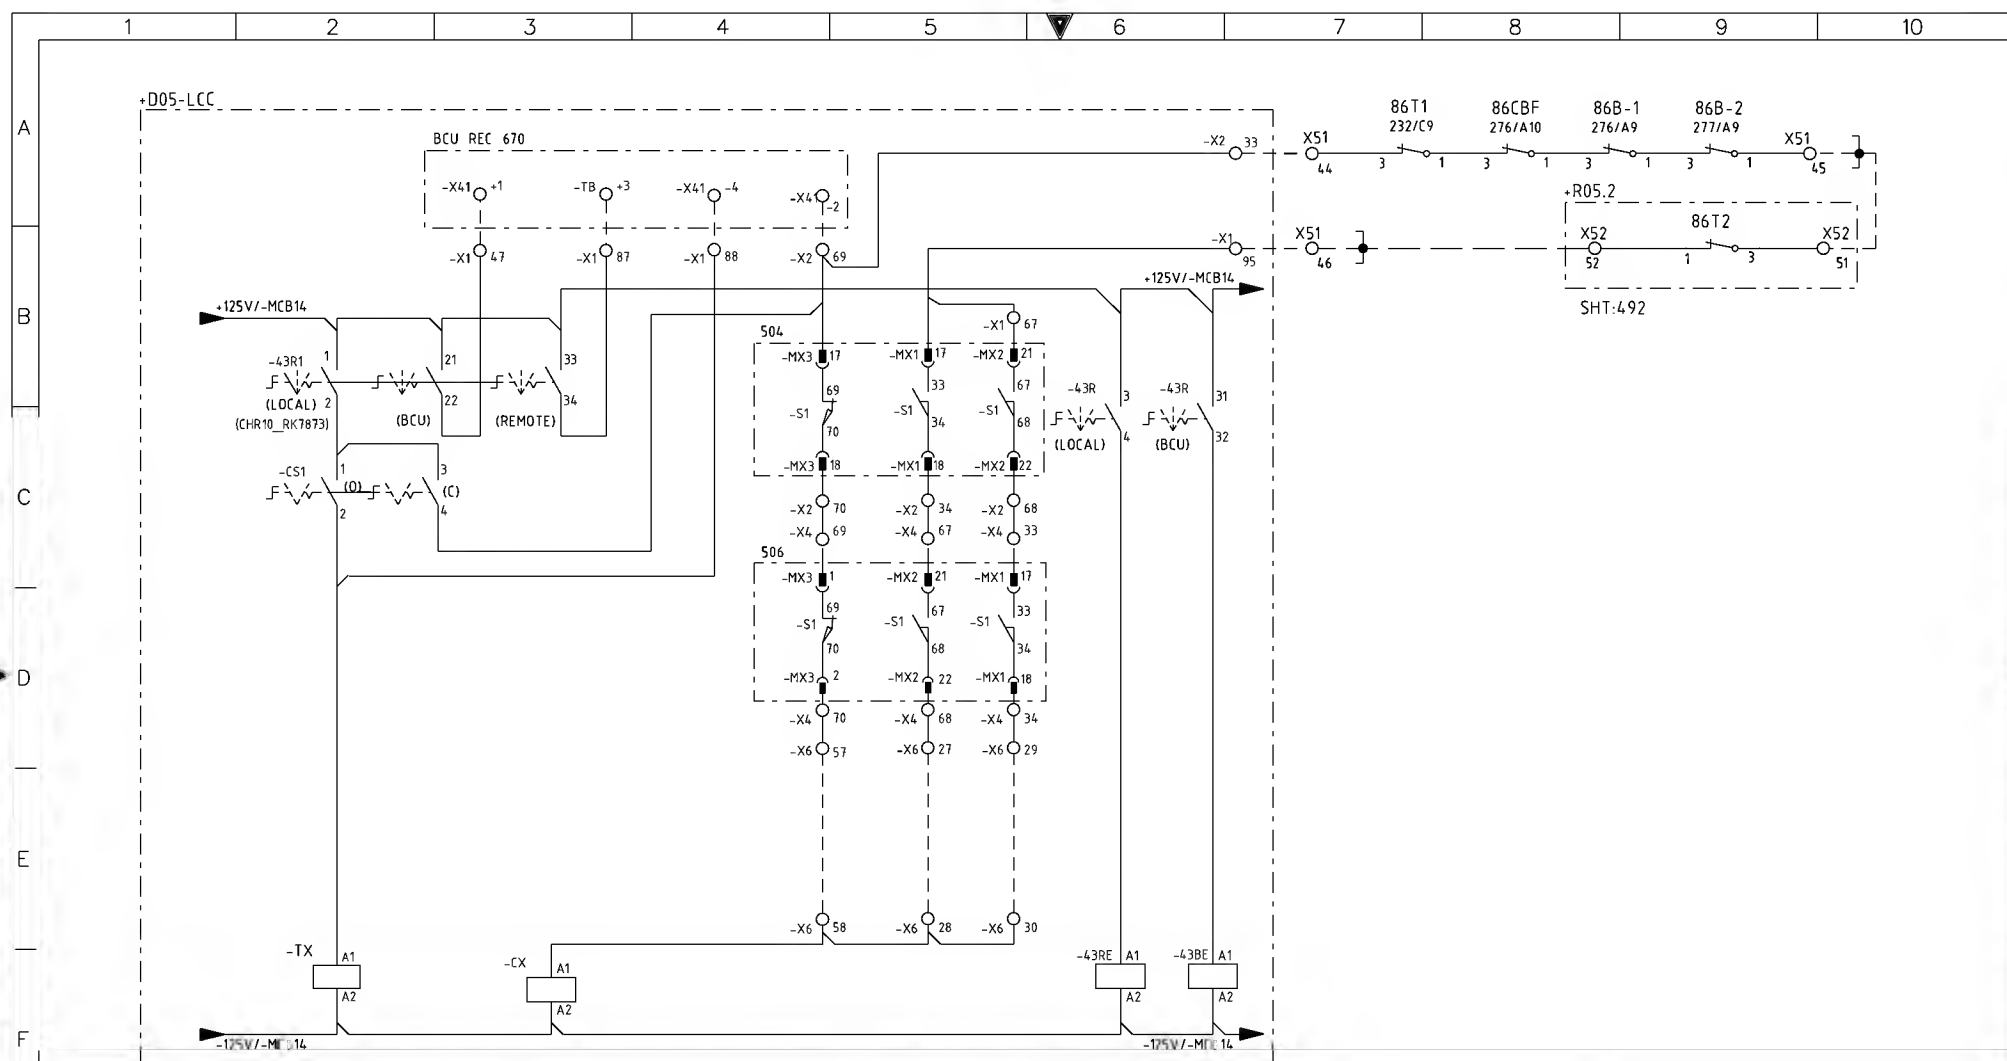 1 2 3 4 5 6 7 8 9 10
A
B
C
D
E
F
+D05-LCC
BCU REC 670
-X41 +1
-TB +3
-X41 -4
-X41 -2
-X1 47
-X1 87
-X1 88
-X2 69
-X2 33
X51 44
86T1
232/C9
3 1
86CBF
276/A10
3 1
86B-1
276/A9
3 1
86B-2
277/A9
3 1
X51 45
+R05.2
-X1 95
X51 46
X52 52
86T2
1 3
X52 51
SHT:492
+125V/-MCB14
+125V/-MCB14
-43R1
1
2
(LOCAL)
(CHR10_RK7873)
21
22
(BCU)
33
34
(REMOTE)
-CS1
1
(O)
2
3
(C)
4
504
-X1 67
-MX3 17
-MX1 17
-MX2 21
69
-S1
70
33
-S1
34
67
-S1
68
-MX3 18
-MX1 18
-MX2 22
-X2 70
-X2 34
-X2 68
-X4 69
-X4 67
-X4 33
-43R
3
4
(LOCAL)
-43R
31
32
(BCU)
506
-MX3 1
-MX2 21
-MX1 17
69
-S1
70
67
-S1
68
33
-S1
34
-MX3 2
-MX2 22
-MX1 18
-X4 70
-X4 68
-X4 34
-X6 57
-X6 27
-X6 29
-X6 58
-X6 28
-X6 30
-TX
A1
A2
-CX
A1
A2
-43RE
A1
A2
-43BE
A1
A2